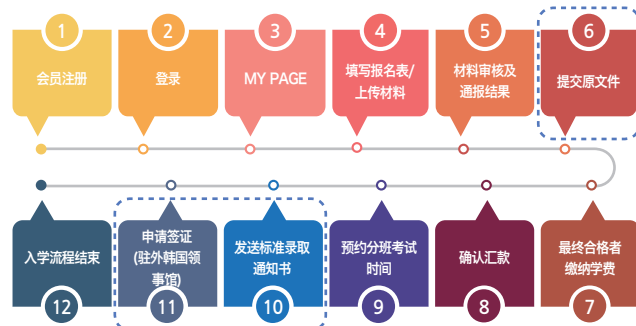 1
会员注册
2
登录
3
MY PAGE
4
填写报名表/
上传材料
5
材料审核及
通报结果
6
提交原文件
最终合格者
缴纳学费
7
确认汇款
8
预约分班考试
时间
9
发送标准录取
通知书
10
申请签证
(驻外韩国领
事馆)
11
入学流程结束
12